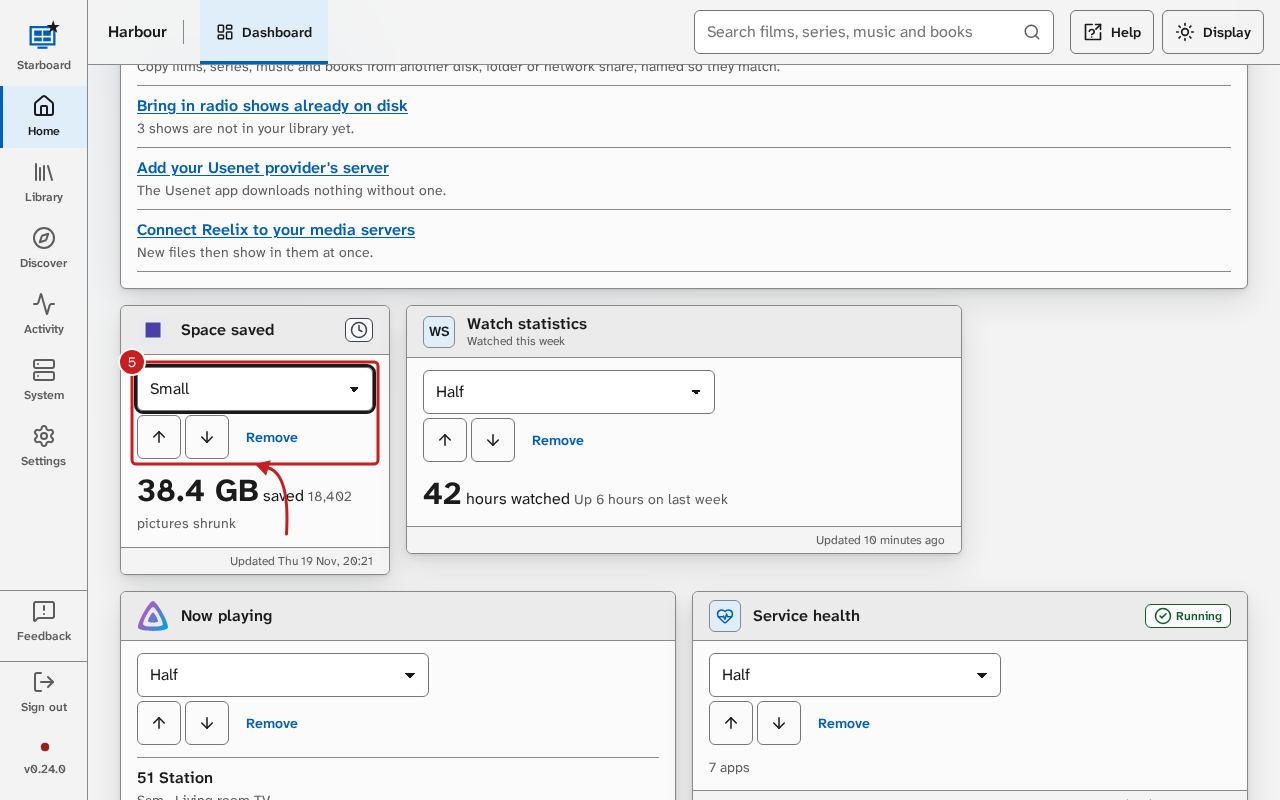 Starboard
Harbour
Dashboard
Search films, series, music and books
Help
Display
Home
Library
Discover
Activity
System
Settings
Feedback
Sign out
v0.24.0
Copy films, series, music and books from another disk, folder or network share, named so they match.
Bring in radio shows already on disk
3 shows are not in your library yet.
Add your Usenet provider's server
The Usenet app downloads nothing without one.
Connect Reelix to your media servers
New files then show in them at once.
Space saved
5
Small
Remove
38.4 GB saved 18,402
pictures shrunk
Updated Thu 19 Nov, 20:21
WS
Watch statistics
Watched this week
Half
Remove
42 hours watched Up 6 hours on last week
Updated 10 minutes ago
Now playing
Half
Remove
51 Station
Sam · Living room TV
Service health
Running
Half
Remove
7 apps